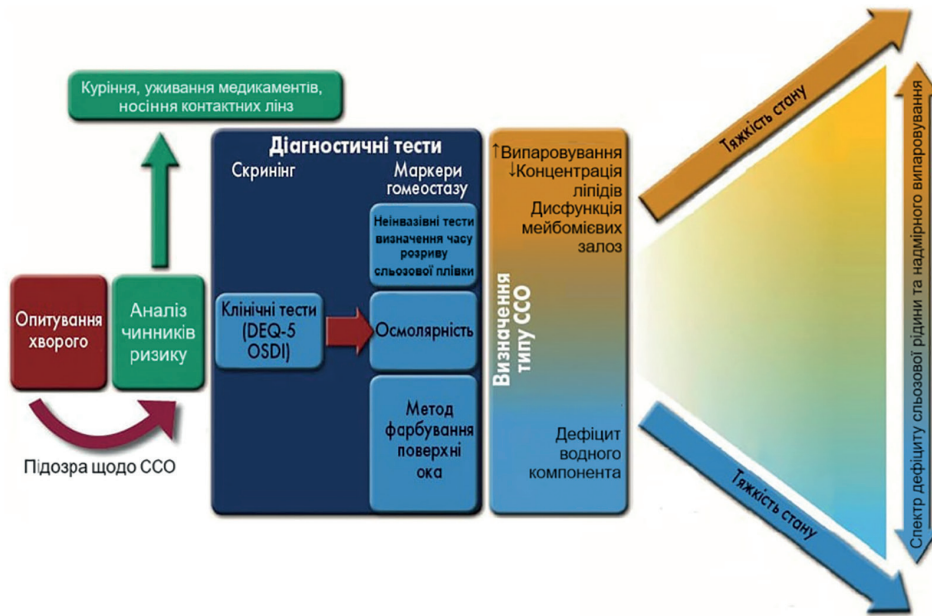 Куріння, уживання медикаментів,
носіння контактних лінз
Опитування
хворого
Аналіз
чинників
ризику
Підозра щодо ССО
Діагностичні тести
Скринінг
Маркери
гомеостазу
Клінічні тести
(DEQ-5
OSDI)
Неінвазівні тести
визначення часу
розриву
сльозової плівки
Осмолярність
Метод
фарбування
поверхні
ока
Визначення
типу ССО
↑Випаровування
↓Концентрація
ліпідів
Дисфункція
мейбомієвих
залоз
Дефіцит
водного
компонента
Тяжкість стану
Тяжкість стану
Спектр дефіциту сльозової рідини та надмірного випаровування